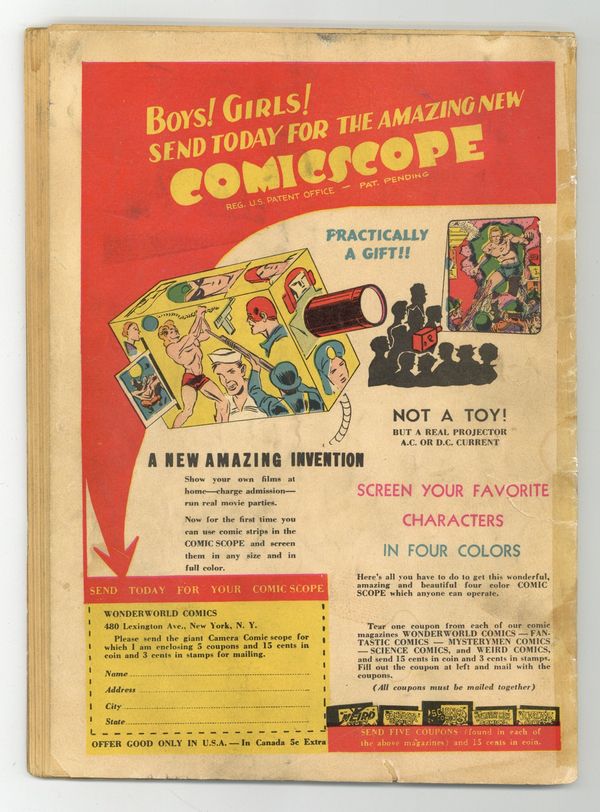 BOYS! GIRLS!
SEND TODAY FOR THE AMAZING NEW
COMICSCOPE
REG. U.S. PATENT OFFICE — PAT. PENDING
PRACTICALLY
A GIFT!!
NOT A TOY!
BUT A REAL PROJECTOR
A.C. OR D.C. CURRENT
A NEW AMAZING INVENTION
Show your own films at
home—charge admission—
run real movie parties.
Now for the first time you
can use comic strips in the
COMIC SCOPE and screen
them in any size and in
full color.
SCREEN YOUR FAVORITE
CHARACTERS
IN FOUR COLORS
Here's all you have to do to get this wonderful,
amazing and beautiful four color COMIC
SCOPE which anyone can operate.
Tear one coupon from each of our comic
magazines WONDERWORLD COMICS — FAN-
TASTIC COMICS — MYSTERYMEN COMICS
— SCIENCE COMICS, and WEIRD COMICS,
and send 15 cents in coin and 3 cents in stamps.
Fill out the coupon at left and mail with the
coupons.
(All coupons must be mailed together)
SEND TODAY FOR YOUR COMIC SCOPE
WONDERWORLD COMICS
480 Lexington Ave., New York, N. Y.
Please send the giant Camera Comic scope for
which I am enclosing 5 coupons and 15 cents in
coin and 3 cents in stamps for mailing.
Name
Address
City
State
OFFER GOOD ONLY IN U.S.A. — In Canada 5c Extra
WEIRD
SEND FIVE COUPONS (found in each of
the above magazines) and 15 cents in coin.